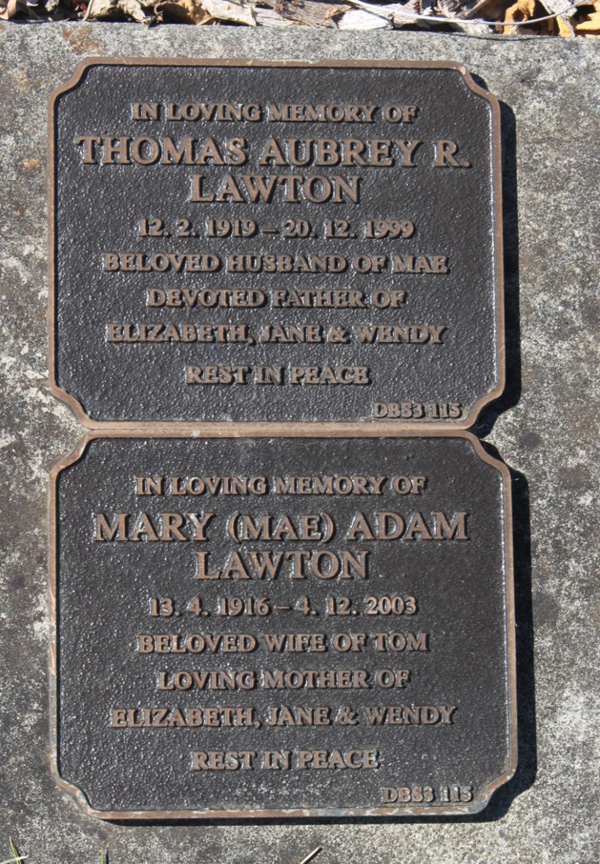 IN LOVING MEMORY OF
THOMAS AUBREY R.
LAWTON
12. 2. 1919 – 20. 12. 1999
BELOVED HUSBAND OF MAE
DEVOTED FATHER OF
ELIZABETH, JANE & WENDY
REST IN PEACE
DBS3 115
IN LOVING MEMORY OF
MARY (MAE) ADAM
LAWTON
13. 4. 1916 – 4. 12. 2003
BELOVED WIFE OF TOM
LOVING MOTHER OF
ELIZABETH, JANE & WENDY
REST IN PEACE
DBS3 115